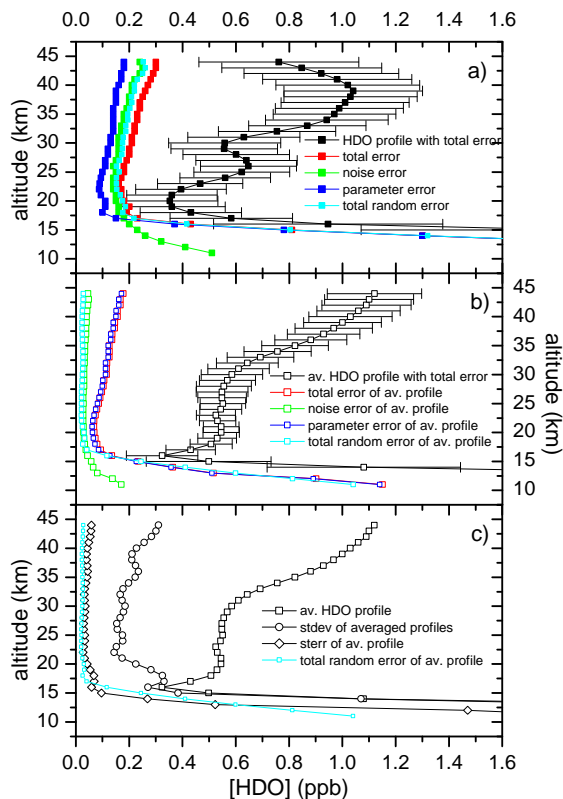 0.0 0.2 0.4 0.6 0.8 1.0 1.2 1.4 1.6
45
40
35
30
25
20
15
10
altitude (km)
a)
HDO profile with total error
total error
noise error
parameter error
total random error
45
40
35
30
25
20
15
10
altitude (km)
b)
av. HDO profile with total error
total error of av. profile
noise error of av. profile
parameter error of av. profile
total random error of av. profile
45
40
35
30
25
20
15
10
altitude (km)
c)
av. HDO profile
stdev of averaged profiles
sterr of av. profile
total random error of av. profile
0.0 0.2 0.4 0.6 0.8 1.0 1.2 1.4 1.6
[HDO] (ppb)